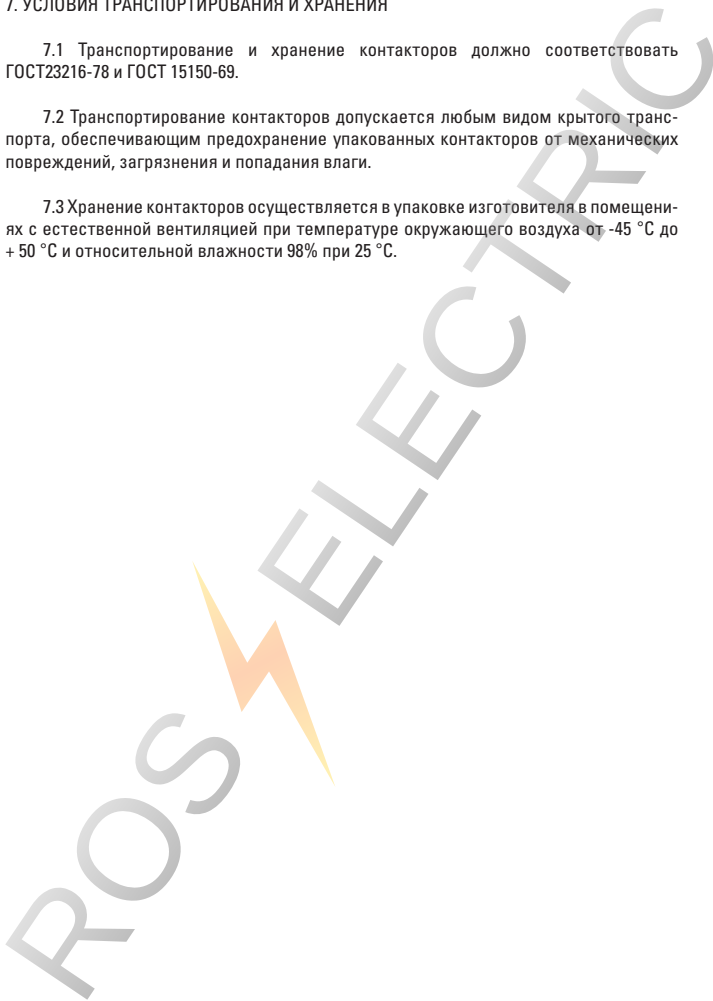 7. УСЛОВИЯ ТРАНСПОРТИРОВАНИЯ И ХРАНЕНИЯ
7.1 Транспортирование и хранение контакторов должно соответствовать
ГОСТ23216-78 и ГОСТ 15150-69.
7.2 Транспортирование контакторов допускается любым видом крытого транс-
порта, обеспечивающим предохранение упакованных контакторов от механических
повреждений, загрязнения и попадания влаги.
7.3 Хранение контакторов осуществляется в упаковке изготовителя в помещени-
ях с естественной вентиляцией при температуре окружающего воздуха от -45 °С до
+ 50 °С и относительной влажности 98% при 25 °С.
ROS ELECTRIC